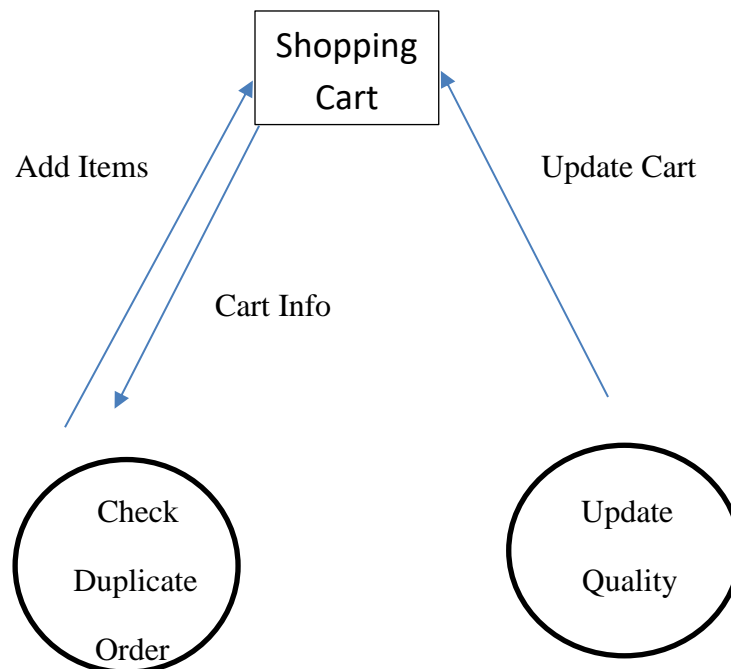 Shopping
Cart
Add Items
Update Cart
Cart Info
Check
Duplicate
Order
Update
Quality